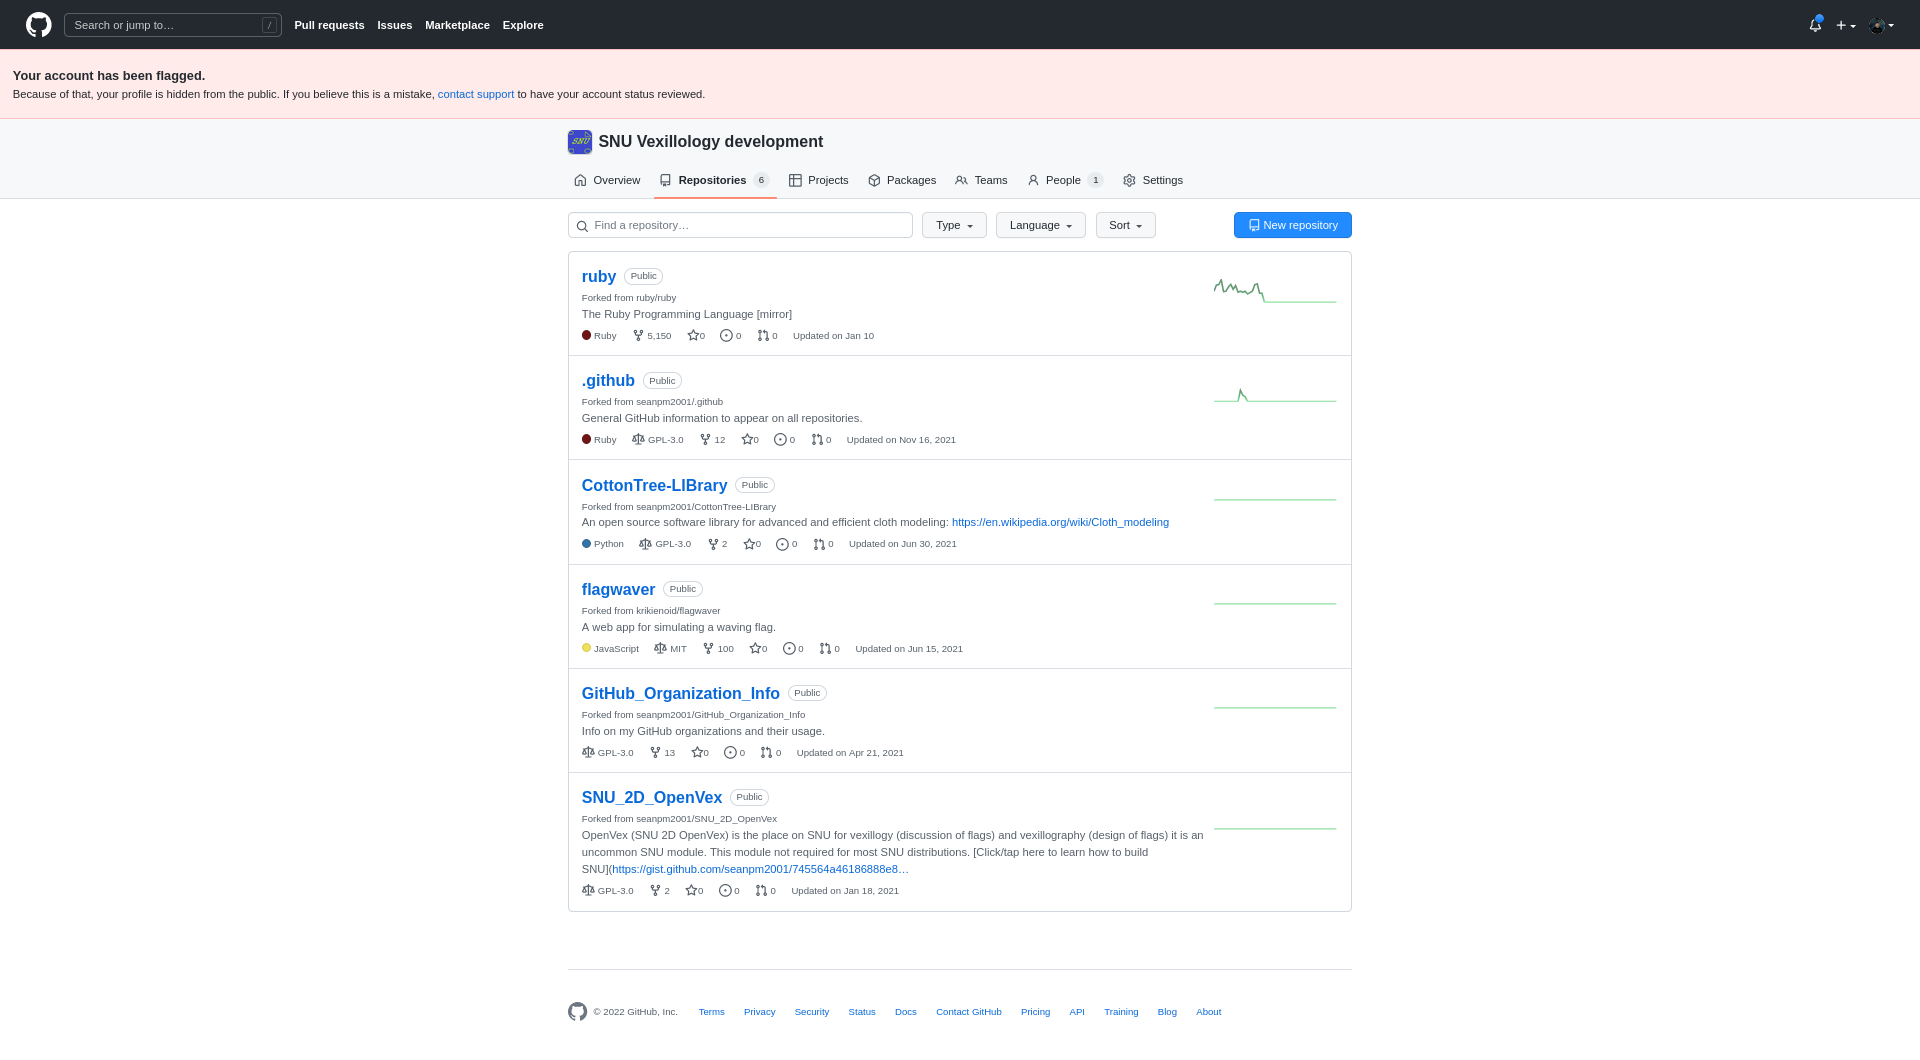 Search or jump to…
/
Pull requests
Issues
Marketplace
Explore
Your account has been flagged.
Because of that, your profile is hidden from the public. If you believe this is a mistake, contact support to have your account status reviewed.
SNU
SNU Vexillology development
Overview
Repositories 6
Projects
Packages
Teams
People 1
Settings
Find a repository…
Type
Language
Sort
New repository
ruby Public
Forked from ruby/ruby
The Ruby Programming Language [mirror]
Ruby 5,150 0 0 0 Updated on Jan 10
.github Public
Forked from seanpm2001/.github
General GitHub information to appear on all repositories.
Ruby GPL-3.0 12 0 0 0 Updated on Nov 16, 2021
CottonTree-LIBrary Public
Forked from seanpm2001/CottonTree-LIBrary
An open source software library for advanced and efficient cloth modeling: https://en.wikipedia.org/wiki/Cloth_modeling
Python GPL-3.0 2 0 0 0 Updated on Jun 30, 2021
flagwaver Public
Forked from krikienoid/flagwaver
A web app for simulating a waving flag.
JavaScript MIT 100 0 0 0 Updated on Jun 15, 2021
GitHub_Organization_Info Public
Forked from seanpm2001/GitHub_Organization_Info
Info on my GitHub organizations and their usage.
GPL-3.0 13 0 0 0 Updated on Apr 21, 2021
SNU_2D_OpenVex Public
Forked from seanpm2001/SNU_2D_OpenVex
OpenVex (SNU 2D OpenVex) is the place on SNU for vexillogy (discussion of flags) and vexillography (design of flags) it is an
uncommon SNU module. This module not required for most SNU distributions. [Click/tap here to learn how to build
SNU](https://gist.github.com/seanpm2001/745564a46186888e8…
GPL-3.0 2 0 0 0 Updated on Jan 18, 2021
© 2022 GitHub, Inc.
Terms
Privacy
Security
Status
Docs
Contact GitHub
Pricing
API
Training
Blog
About